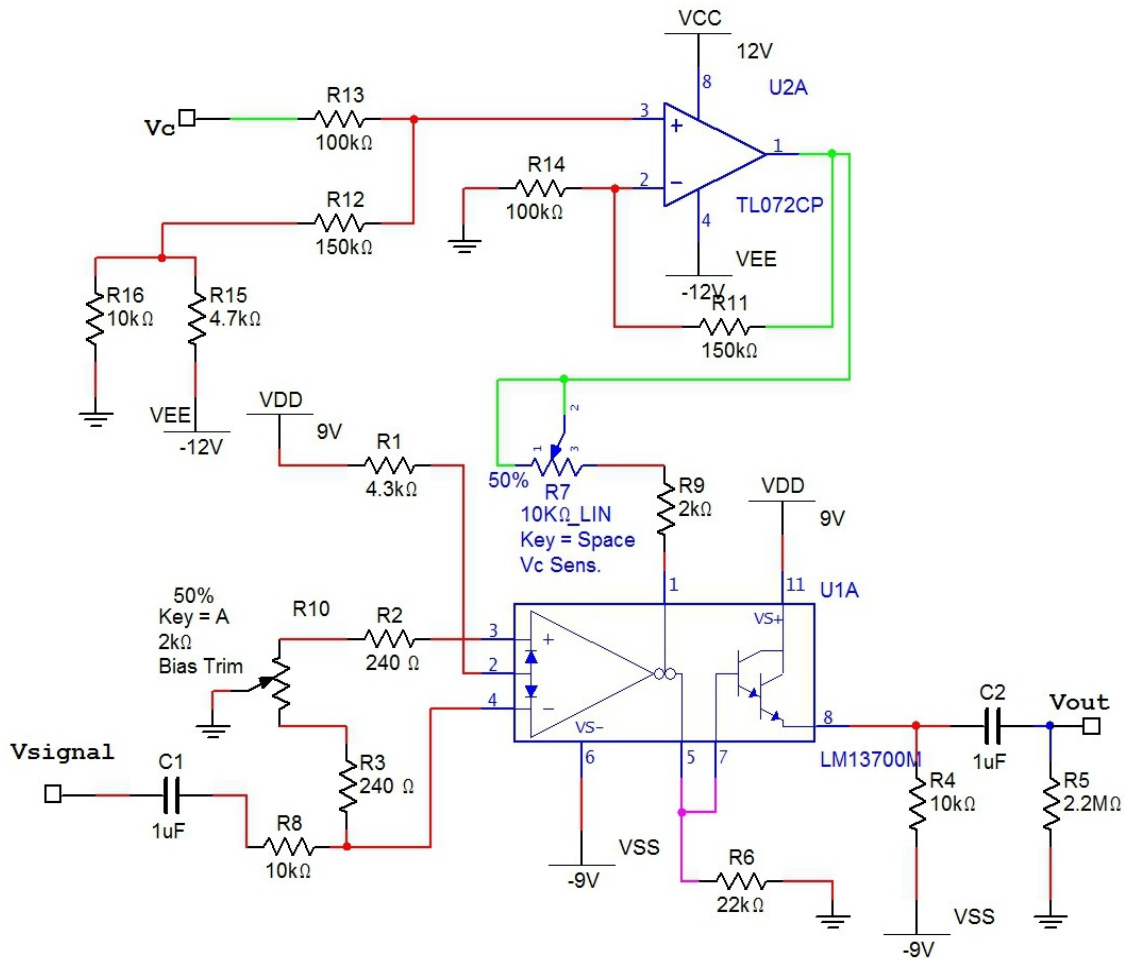 VCC
12V
8
U2A
Vc
R13
100kΩ
3
+
1
R14
100kΩ
2
−
TL072CP
4
R12
150kΩ
VEE
-12V
R16
10kΩ
R15
4.7kΩ
R11
150kΩ
VEE
-12V
VDD
9V
R1
4.3kΩ
2
1
3
50%
R7
10KΩ_LIN
Key = Space
Vc Sens.
R9
2kΩ
VDD
9V
1
11
U1A
VS+
50%
Key = A
2kΩ
Bias Trim
R10
R2
240 Ω
3
+
2
4
−
VS-
6
5
7
8
LM13700M
C2
1uF
Vout
Vsignal
C1
1uF
R3
240 Ω
R8
10kΩ
R4
10kΩ
R5
2.2MΩ
VSS
-9V
R6
22kΩ
VSS
-9V